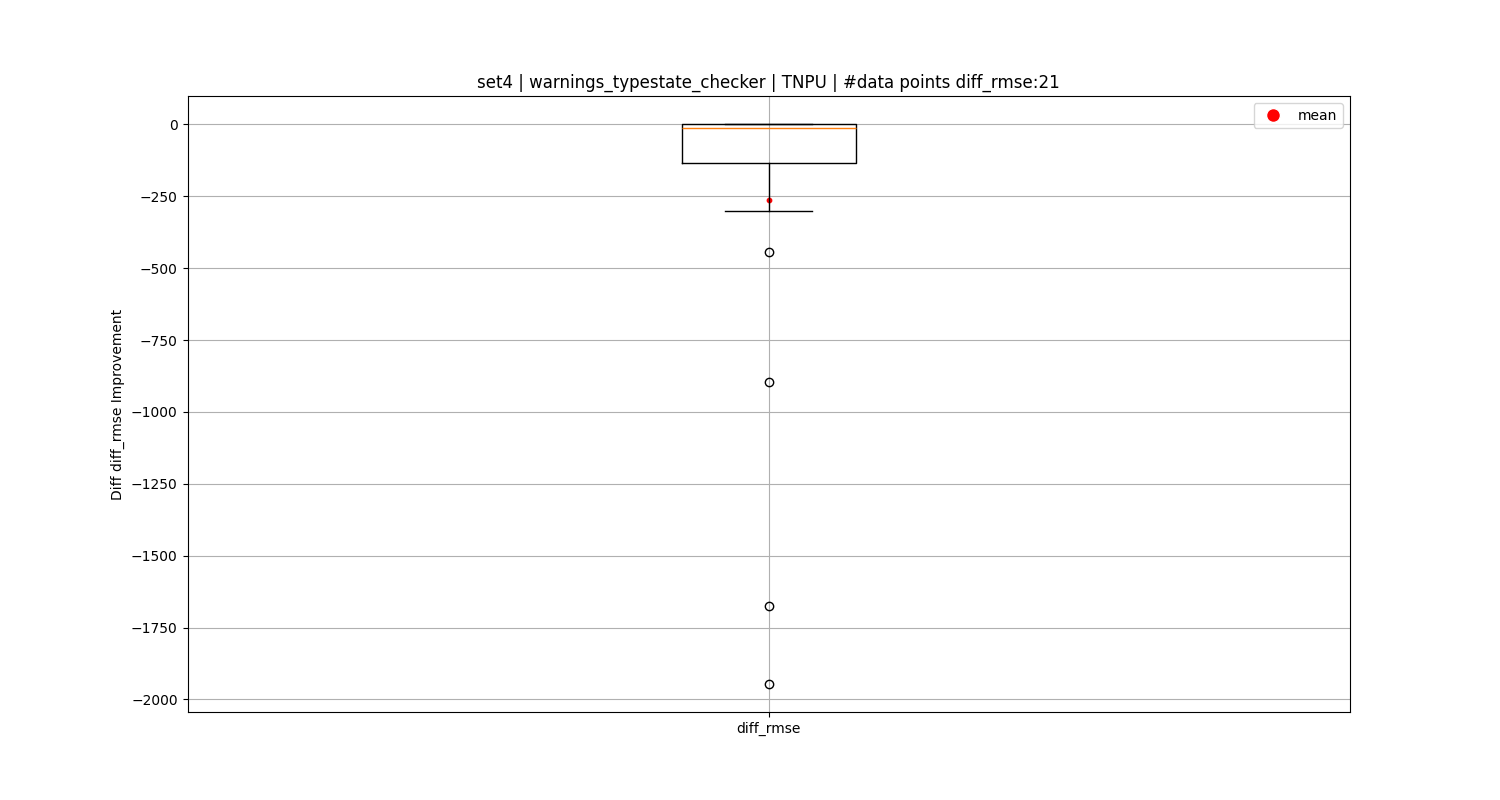 set4 | warnings_typestate_checker | TNPU | #data points diff_rmse:21
mean
0
−250
−500
−750
−1000
−1250
−1500
−1750
−2000
Diff diff_rmse Improvement
diff_rmse